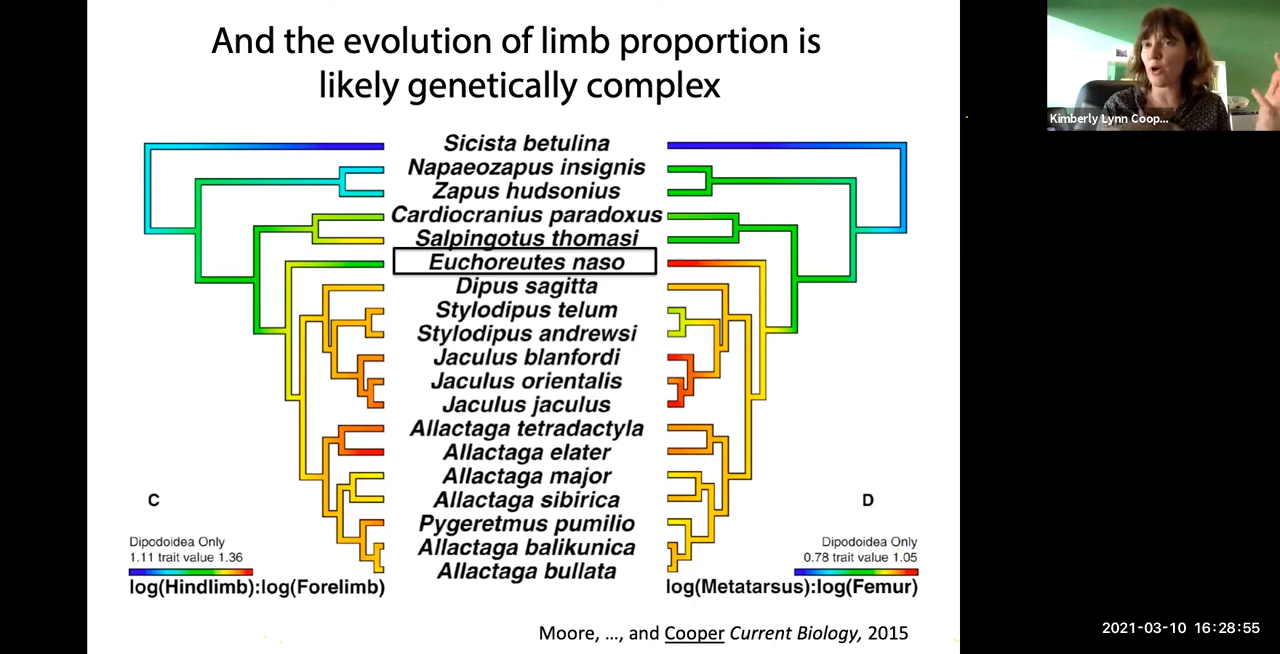 And the evolution of limb proportion is
likely genetically complex
Kimberly Lynn Coop...
Sicista betulina
Napaeozapus insignis
Zapus hudsonius
Cardiocranius paradoxus
Salpingotus thomasi
Euchoreutes naso
Dipus sagitta
Stylodipus telum
Stylodipus andrewsi
Jaculus blanfordi
Jaculus orientalis
Jaculus jaculus
Allactaga tetradactyla
Allactaga elater
Allactaga major
Allactaga sibirica
Pygeretmus pumilio
Allactaga balikunica
Allactaga bullata
C
Dipodoidea Only
1.11 trait value 1.36
log(Hindlimb):log(Forelimb)
D
Dipodoidea Only
0.78 trait value 1.05
log(Metatarsus):log(Femur)
Moore, ..., and Cooper Current Biology, 2015
2021-03-10 16:28:55